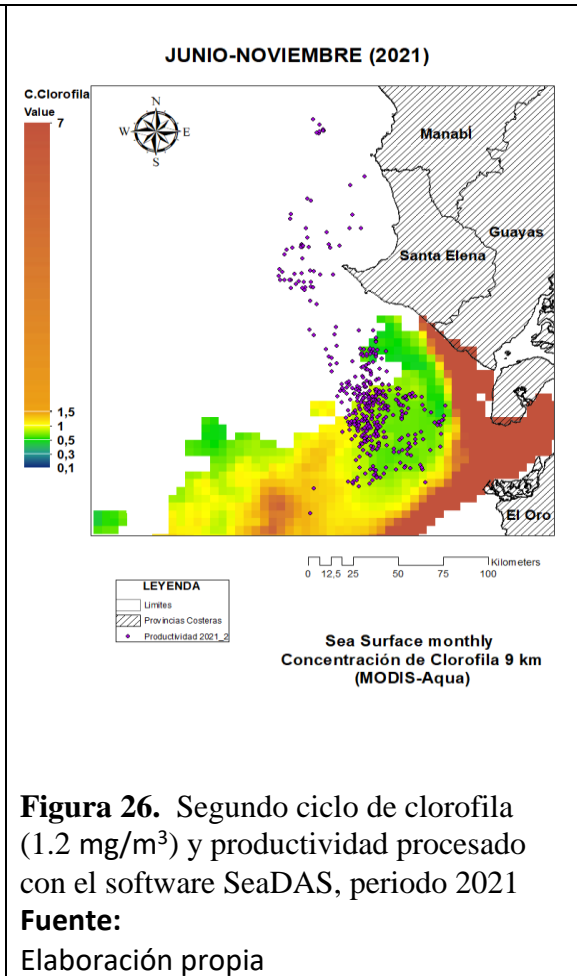 JUNIO-NOVIEMBRE (2021)
C.Clorofila
Value
7
1,5
1
0,5
0,3
0,1
N
W E
S
Manabí
Guayas
Santa Elena
El Oro
Kilometers
0 12,5 25 50 75 100
LEYENDA
Limites
Provincias Costeras
Productividad 2021_2
Sea Surface monthly
Concentración de Clorofila 9 km
(MODIS-Aqua)
Figura 26. Segundo ciclo de clorofila
(1.2 mg/m³) y productividad procesado
con el software SeaDAS, periodo 2021
Fuente:
Elaboración propia